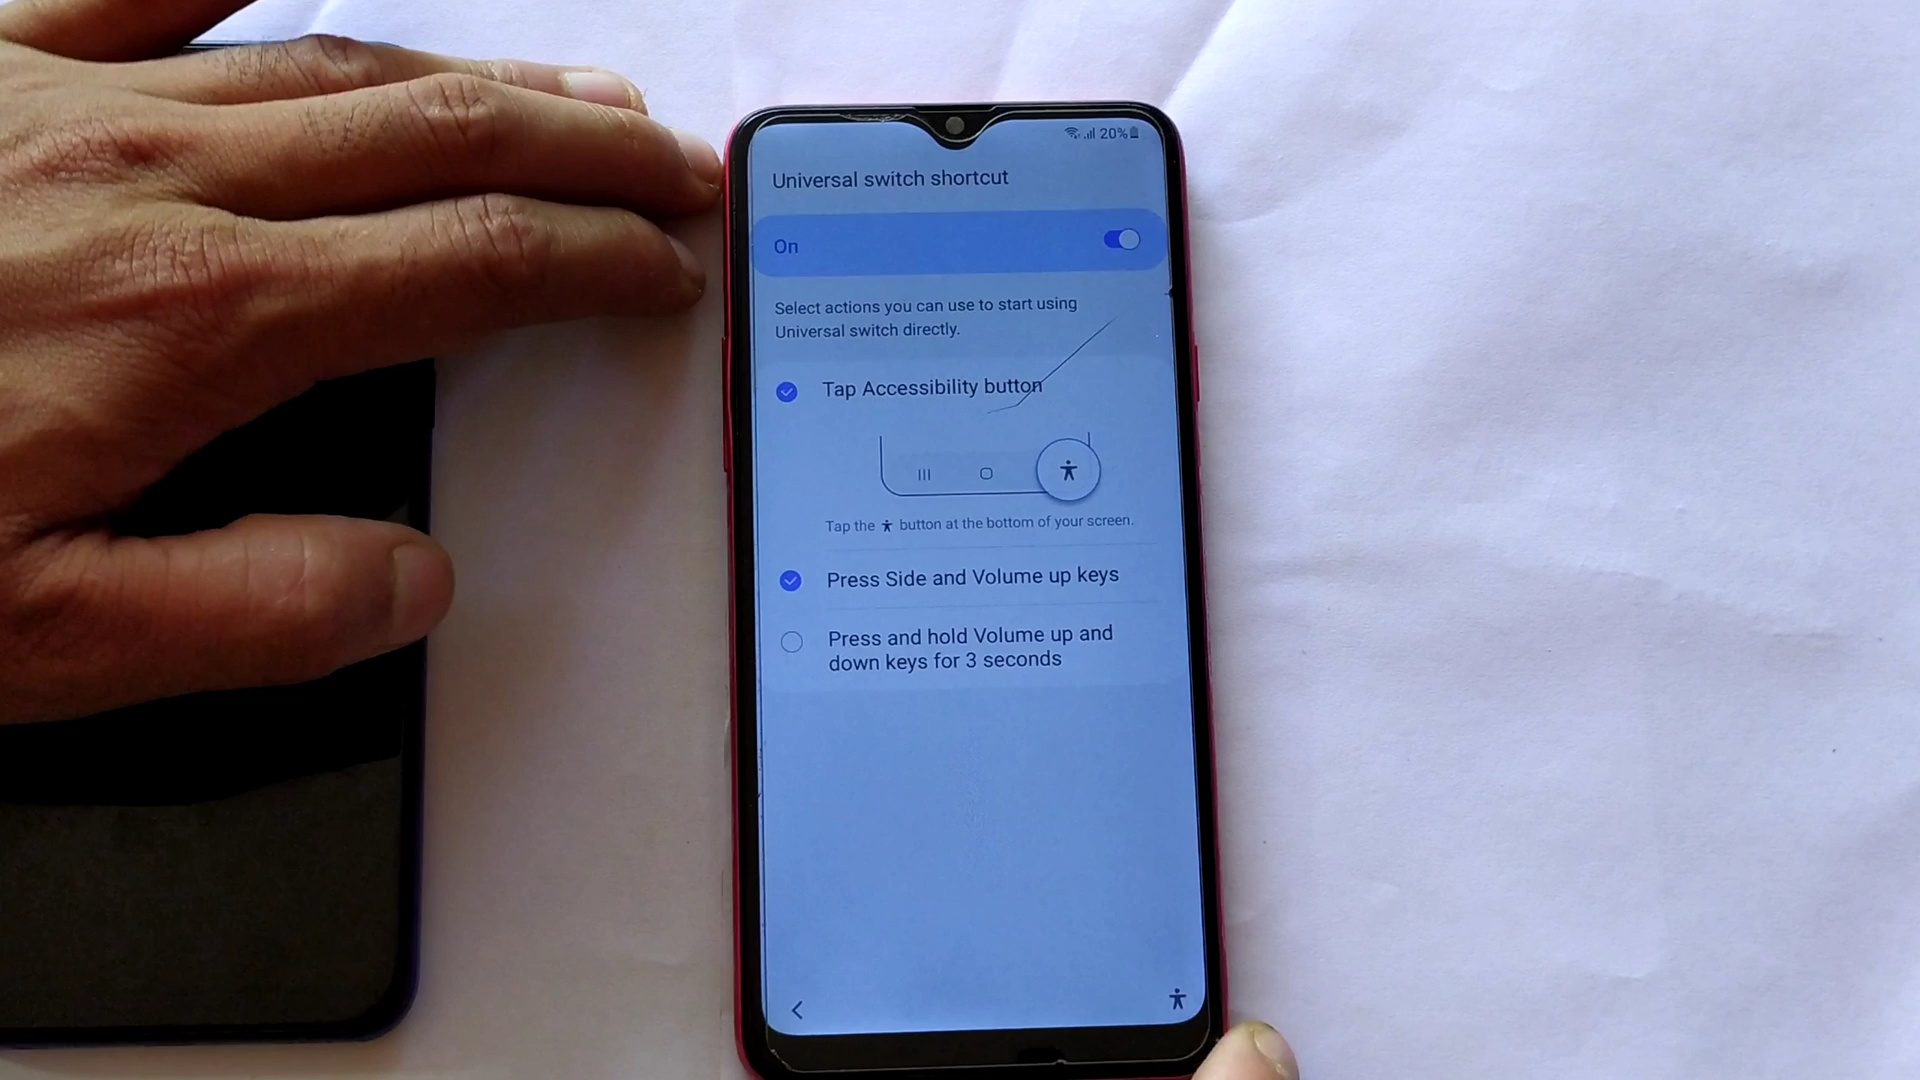 20%
Universal switch shortcut
On
Select actions you can use to start using
Universal switch directly.
Tap Accessibility button
Tap the button at the bottom of your screen.
Press Side and Volume up keys
Press and hold Volume up and
down keys for 3 seconds